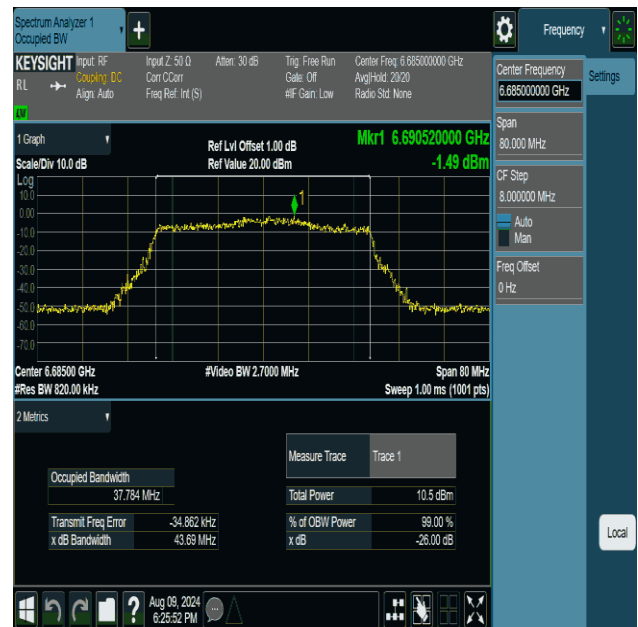 Spectrum Analyzer 1
Occupied BW
Frequency
KEYSIGHT Input: RF Input Z: 50 Ω Atten: 30 dB Trig: Free Run Center Freq: 6.685000000 GHz
RL Coupling: DC Corr CCorr Gate: Off Avg|Hold: 20/20
Align: Auto Freq Ref: Int (S) #IF Gain: Low Radio Std: None
Center Frequency
6.685000000 GHz
Settings
Span
80.000 MHz
CF Step
8.000000 MHz
Auto
Man
Freq Offset
0 Hz
1 Graph
Ref Lvl Offset 1.00 dB
Mkr1 6.690520000 GHz
Scale/Div 10.0 dB
Ref Value 20.00 dBm
-1.49 dBm
Log
10.0
0.00
-10.0
-20.0
-30.0
-40.0
-50.0
-60.0
-70.0
1
Center 6.68500 GHz #Video BW 2.7000 MHz Span 80 MHz
#Res BW 820.00 kHz Sweep 1.00 ms (1001 pts)
2 Metrics
Measure Trace Trace 1
Occupied Bandwidth
37.784 MHz
Total Power 10.5 dBm
Transmit Freq Error -34.862 kHz
% of OBW Power 99.00 %
x dB Bandwidth 43.69 MHz
x dB -26.00 dB
Local
Aug 09, 2024
6:25:52 PM